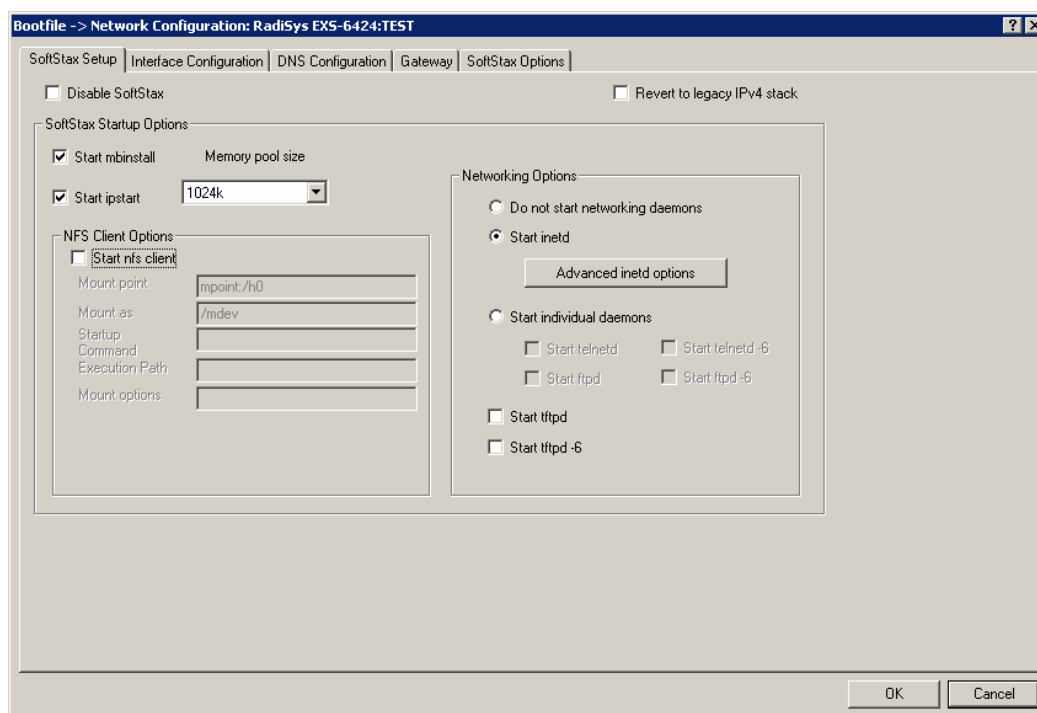 Bootfile -> Network Configuration: RadiSys EXS-6424:TEST
SoftStax Setup
Interface Configuration
DNS Configuration
Gateway
SoftStax Options
Disable SoftStax
Revert to legacy IPv4 stack
SoftStax Startup Options
Start mbinstall
Memory pool size
Start ipstart
1024k
NFS Client Options
Start nfs client
Mount point
mpoint:/h0
Mount as
/mdev
Startup
Command
Execution Path
Mount options
Networking Options
Do not start networking daemons
Start inetd
Advanced inetd options
Start individual daemons
Start telnetd
Start telnetd -6
Start ftpd
Start ftpd -6
Start tftpd
Start tftpd -6
OK
Cancel